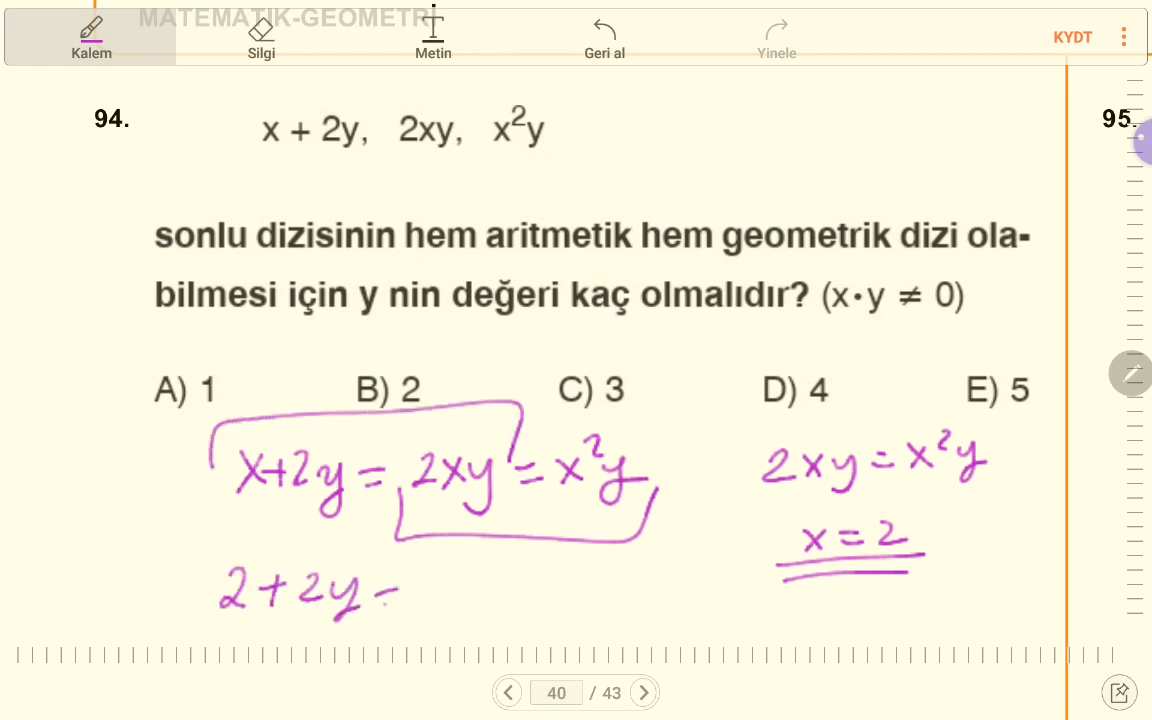 MATEMATİK-GEOMETRİ
Kalem
Silgi
Metin
Geri al
Yinele
KYDT
94.
x + 2y, 2xy, x²y
95.
sonlu dizisinin hem aritmetik hem geometrik dizi ola-
bilmesi için y nin değeri kaç olmalıdır? (x·y ≠ 0)
A) 1 B) 2 C) 3 D) 4 E) 5
x+2y = 2xy = x²y
2xy = x²y
x = 2
2+2y =
40 / 43